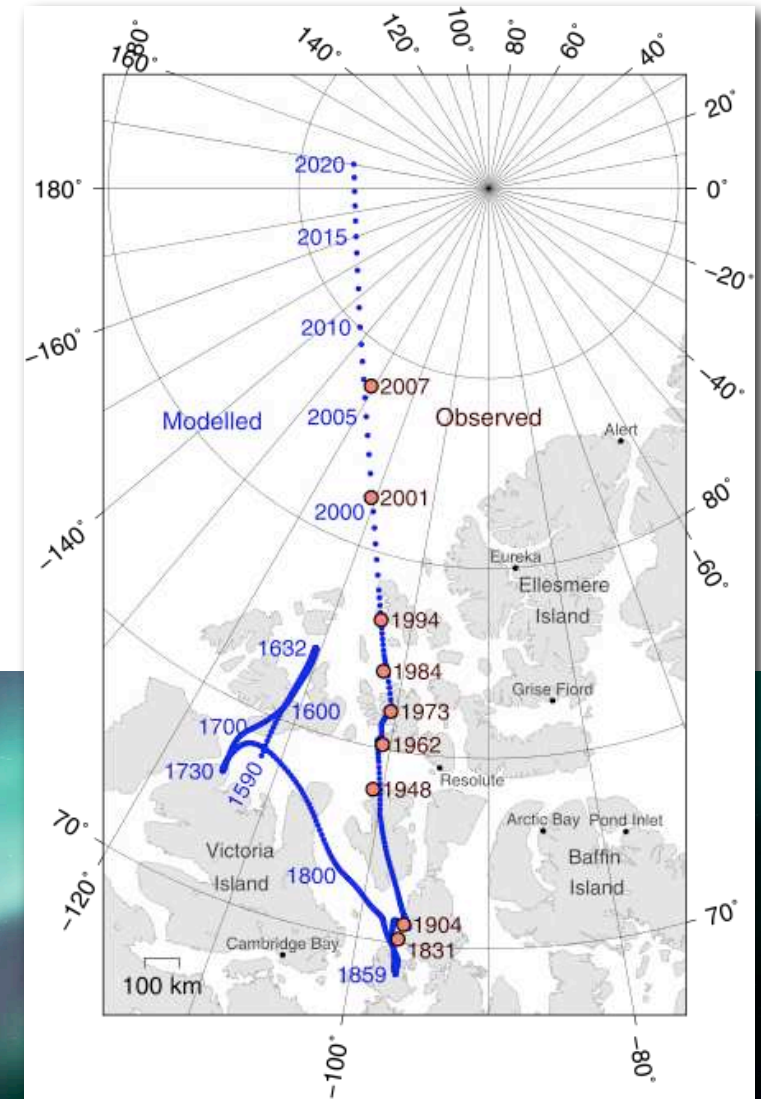 180˚
160˚
140˚
120˚
100˚
80˚
60˚
40˚
20˚
2020
180˚
0˚
2015
−20˚
2010
−160˚
2007
−40˚
2005
Modelled
Observed
Alert
2001
80˚
2000
−140˚
Eureka
−60˚
Ellesmere
Island
1994
1632
1984
Grise Fiord
1600
1973
1700
1962
1730
1590
Resolute
1948
Arctic Bay
Pond Inlet
70˚
Victoria
Island
Baffin
Island
1800
−120˚
1904
70˚
Cambridge Bay
1831
1859
100 km
−100˚
−80˚